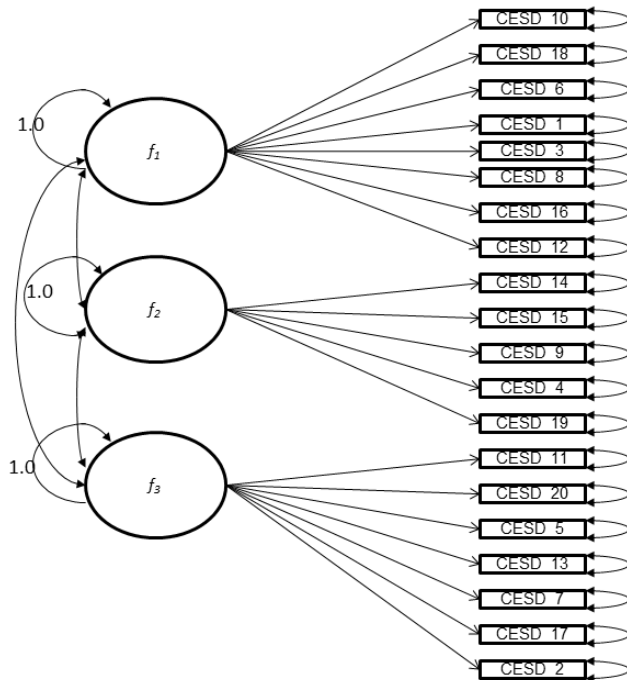 CESD 10
CESD 18
CESD 6
1.0
CESD 1
f₁
CESD 3
CESD 8
CESD 16
CESD 12
CESD 14
1.0
f₂
CESD 15
CESD 9
CESD 4
CESD 19
CESD 11
1.0
f₃
CESD 20
CESD 5
CESD 13
CESD 7
CESD 17
CESD 2